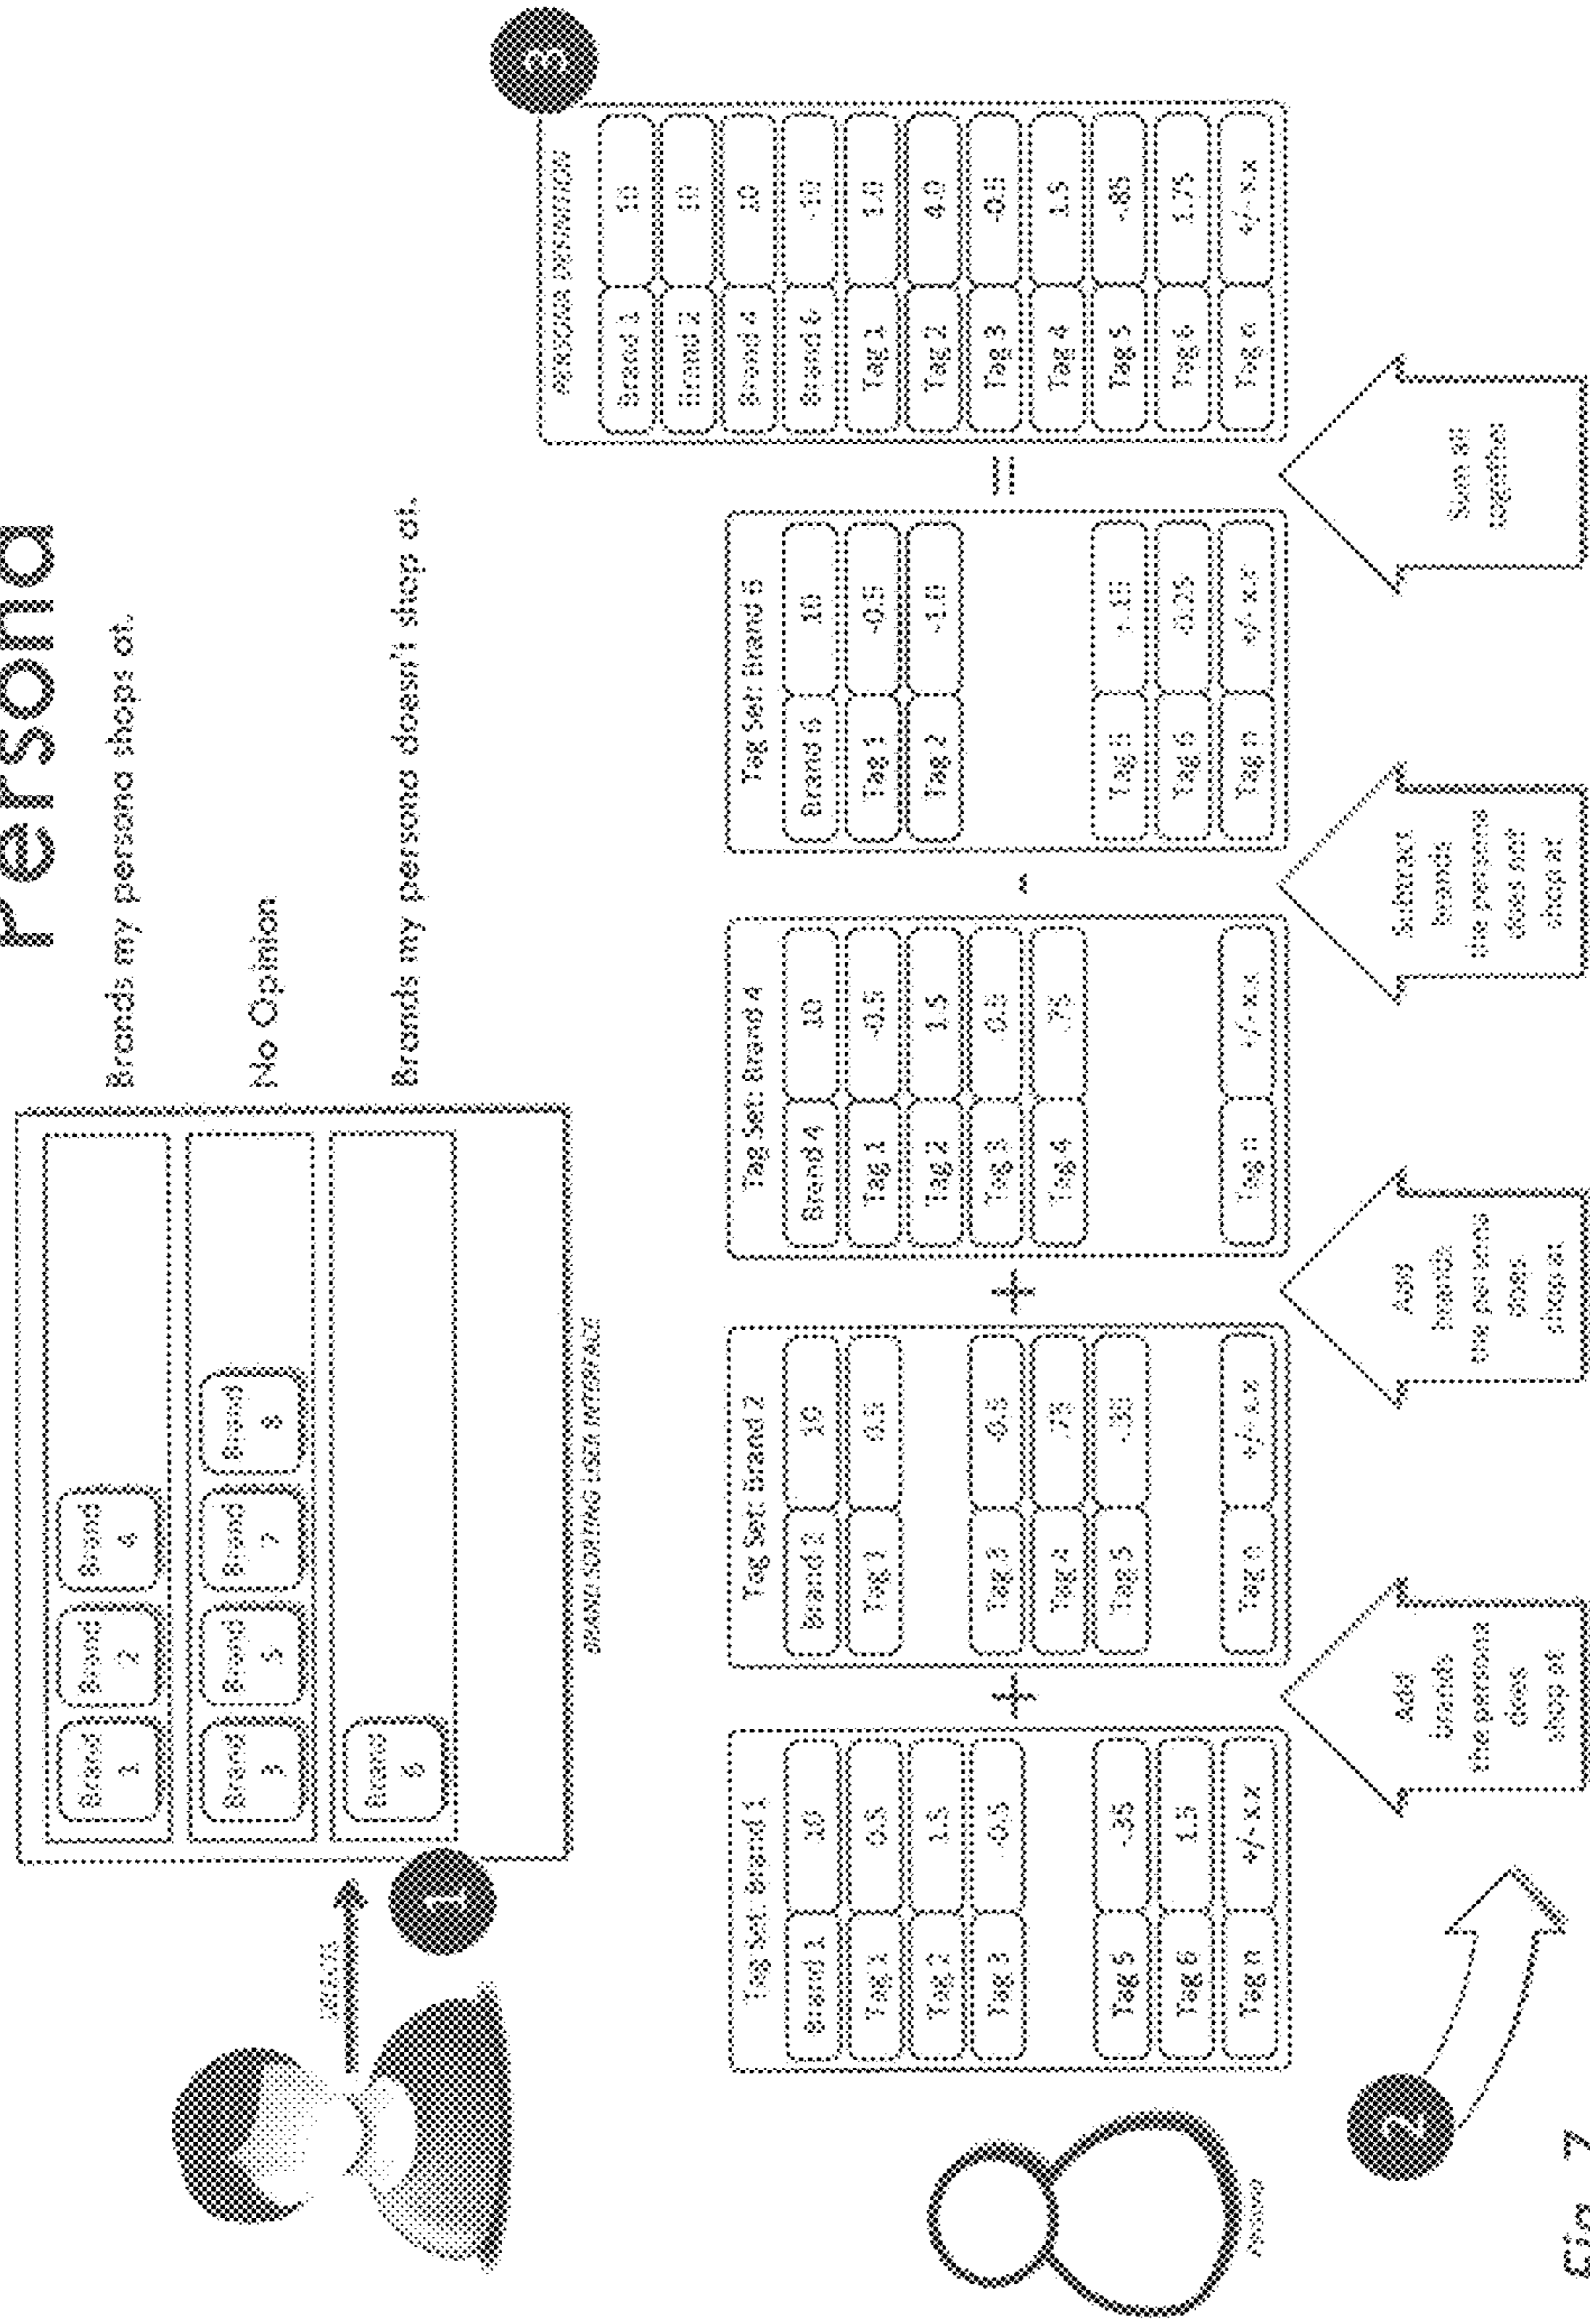 Persona
Brands my persona shops at.
No Opinion
Brands my persona doesn't shop at.
Brand 1
Brand 2
Brand 4
Brand 3
Brand 5
Brand 7
Brand 8
Brand 6
BRAND SORTING USER INTERFACE
1
Tag Set: Brand 1
Brand 1 10
Tag 1 0.5
Tag 2 1.5
Tag 3 -0.5
Tag 5 -.35
Tag 6 1.5
Tag n +/- x.x
+
Tag Set: Brand 2
Brand 2 10
Tag 1 0.5
Tag 3 -0.5
Tag 4 .75
Tag 5 -.35
Tag n +/- x.x
+
Tag Set: Brand 4
Brand 4 10
Tag 1 -0.5
Tag 2 1.5
Tag 3 0.5
Tag 4 .75
Tag n +/- x.x
-
Tag Set: Brand 6
Brand 6 10
Tag 1 -0.5
Tag 2 -1.0
Tag 5
Tag 6 -0.25
Tag n +/- x.x
=
PERSONA DEFINITION
Brand 1 10
Brand 2 10
Brand 4 10
Brand 6 -10
Tag 1 1.0
Tag 2 4.0
Tag 3 -0.5
Tag 4 1.5
Tag 5 -.85
Tag 6 1.75
Tag n +/- x.x
3
Persona
2
Add
brands
the persona
does
shop at
Add
brands
the persona
does
shop at
Subtract
brands
the persona
does not
shop at
Sum all
together
Fig. 7